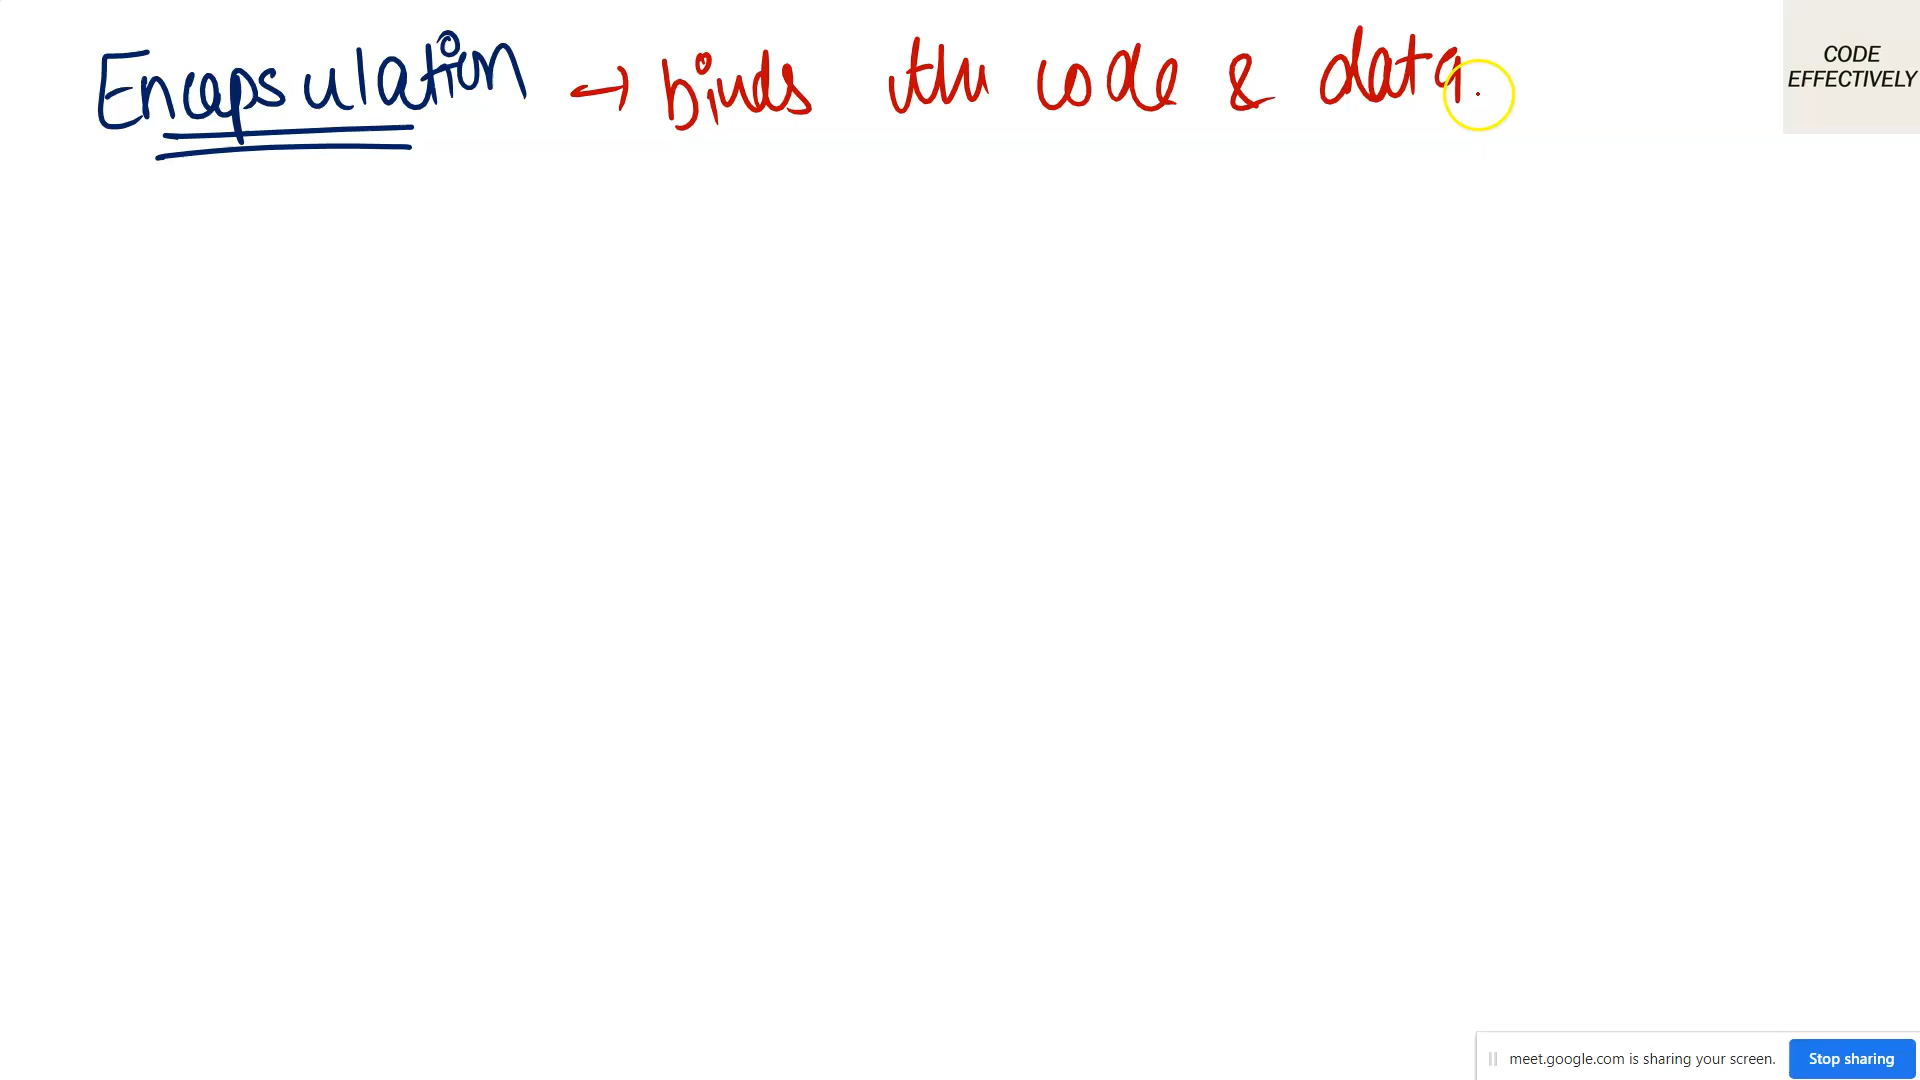 Encapsulation → binds the code & data.
CODE
EFFECTIVELY
meet.google.com is sharing your screen. Stop sharing